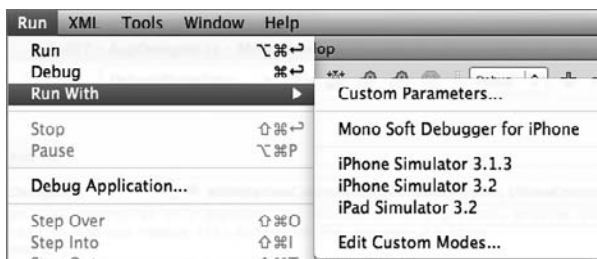 Run XML Tools Window Help
Run ⌥⌘↩
Debug ⌘↩
Run With ▶
Stop ⇧⌘↩
Pause ⌥⌘P
Debug Application...
Step Over ⇧⌘O
Step Into ⇧⌘I
op
Debug
Custom Parameters...
Mono Soft Debugger for iPhone
iPhone Simulator 3.1.3
iPhone Simulator 3.2
iPad Simulator 3.2
Edit Custom Modes...